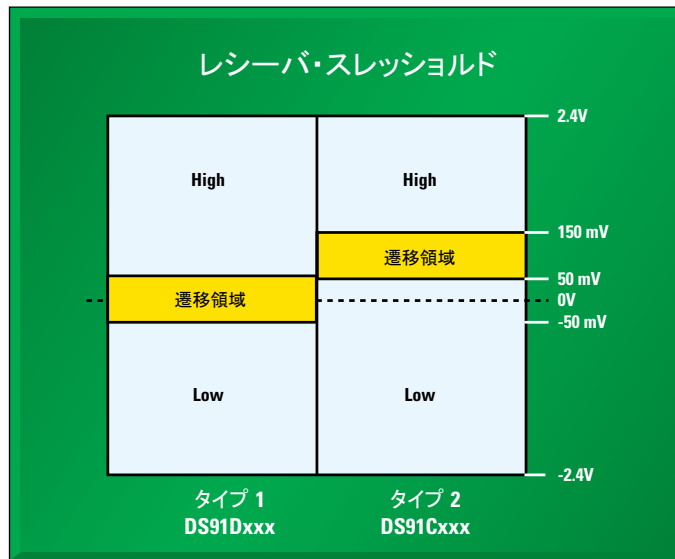 レシーバ・スレッショルド
2.4V
High
High
150 mV
遷移領域
50 mV
遷移領域
0V
-50 mV
Low
Low
-2.4V
タイプ 1
タイプ 2
DS91Dxxx
DS91Cxxx